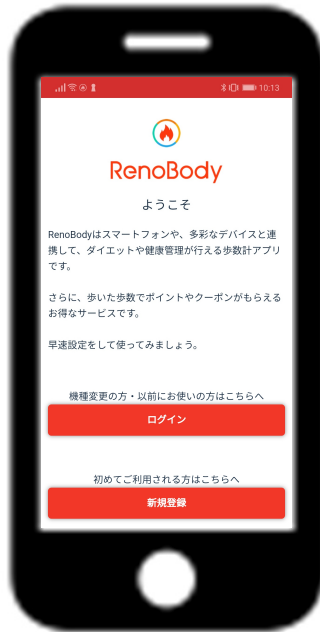 10:13
RenoBody
ようこそ
RenoBodyはスマートフォンや、多彩なデバイスと連
携して、ダイエットや健康管理が行える歩数計アプリ
です。
さらに、歩いた歩数でポイントやクーポンがもらえる
お得なサービスです。
早速設定をして使ってみましょう。
機種変更の方・以前にお使いの方はこちらへ
ログイン
初めてご利用される方はこちらへ
新規登録